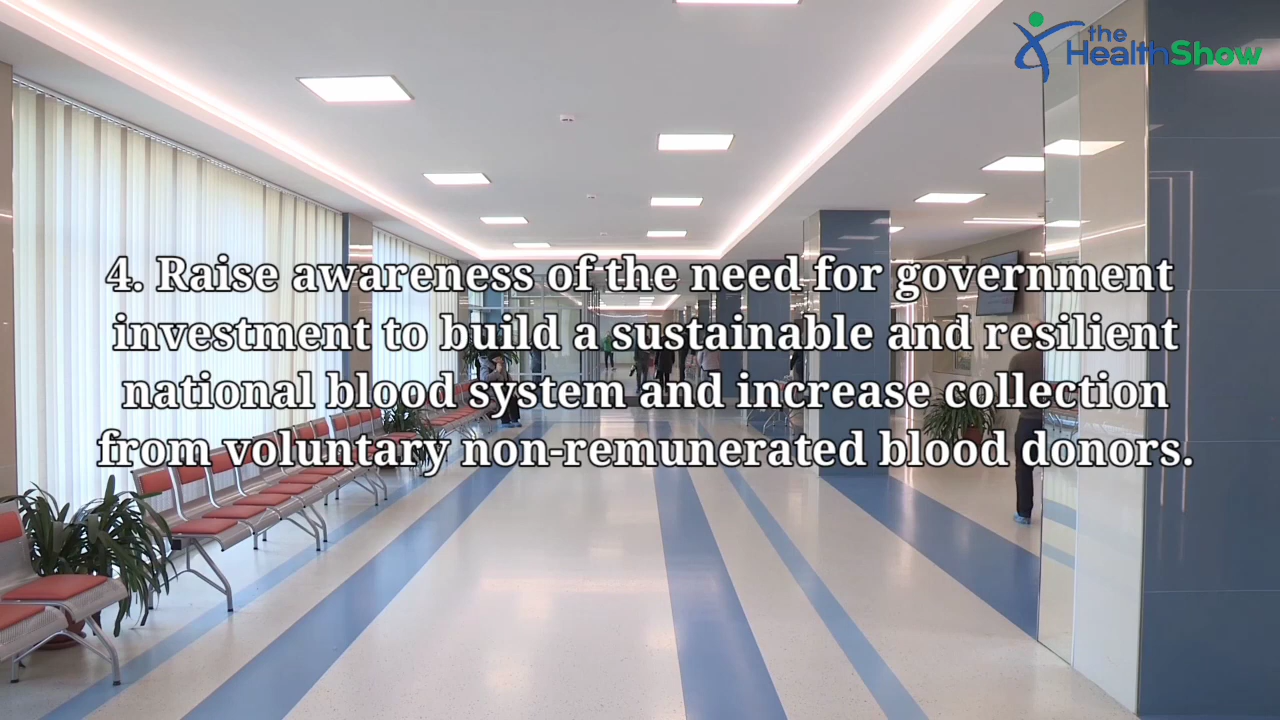 the
HealthShow
4. Raise awareness of the need for government
investment to build a sustainable and resilient
national blood system and increase collection
from voluntary non-remunerated blood donors.